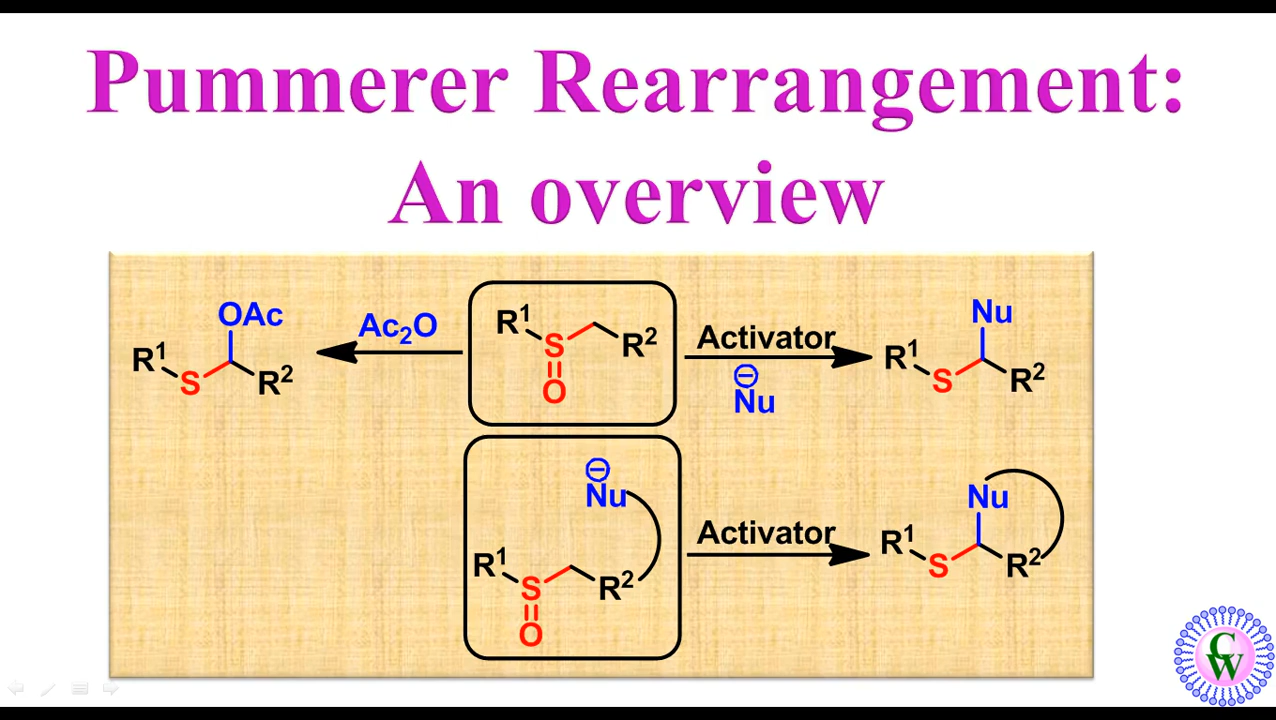 Pummerer Rearrangement:
An overview
OAc
R¹ S R²
Ac₂O
R¹ S R²
O
Activator
⊖
Nu
Nu
R¹ S R²
⊖
Nu
R¹ S R²
O
Activator
Nu
R¹ S R²
CW